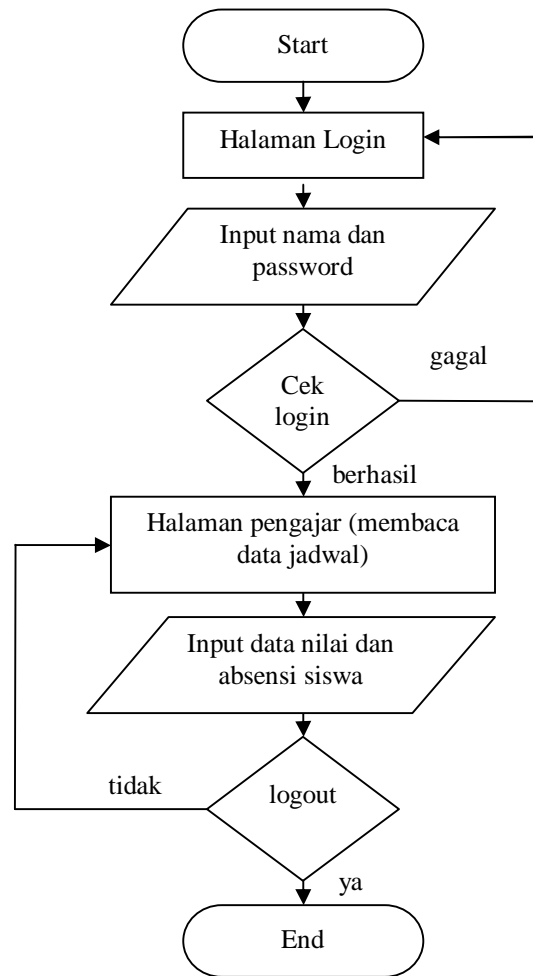 Start
Halaman Login
Input nama dan
password
gagal
Cek
login
berhasil
Halaman pengajar (membaca
data jadwal)
Input data nilai dan
absensi siswa
tidak
logout
ya
End